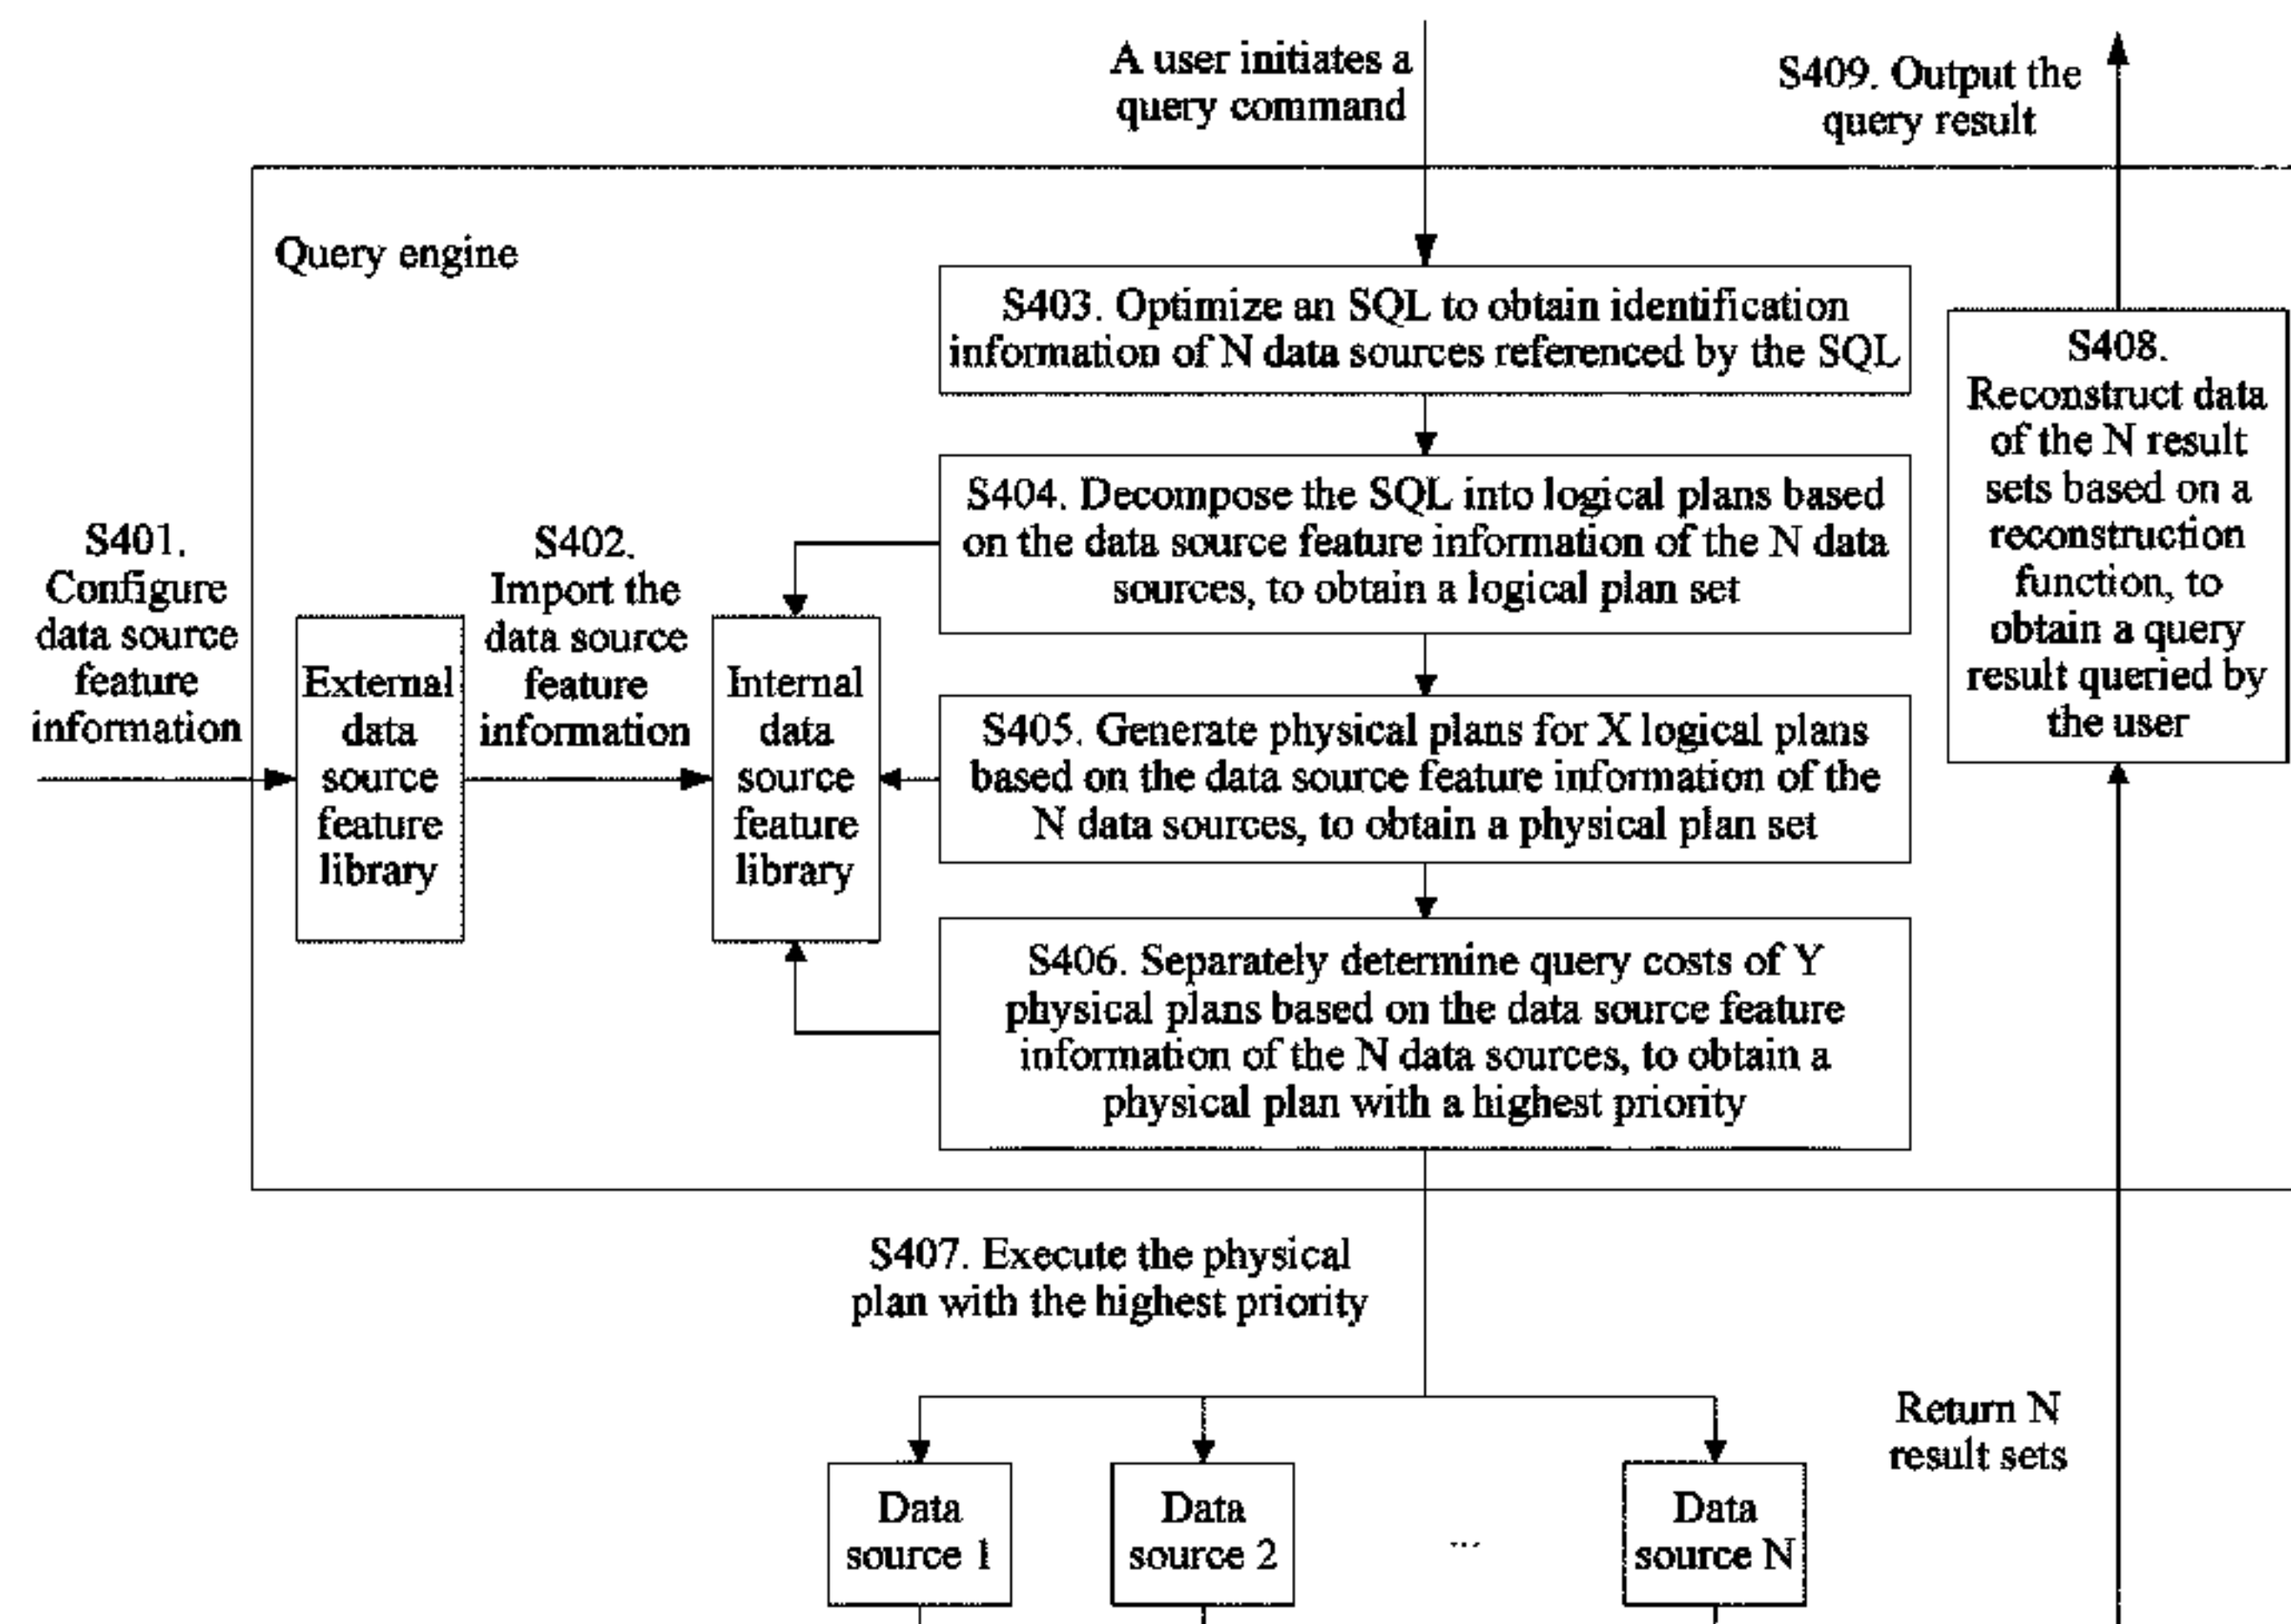 A user initiates a
query command
S409. Output the
query result
Query engine
S403. Optimize an SQL to obtain identification
information of N data sources referenced by the SQL
S408.
Reconstruct data
of the N result
sets based on a
reconstruction
function, to
obtain a query
result queried by
the user
S404. Decompose the SQL into logical plans based
on the data source feature information of the N data
sources, to obtain a logical plan set
S401.
Configure
data source
feature
information
S402.
Import the
data source
feature
information
External
data
source
feature
library
Internal
data
source
feature
library
S405. Generate physical plans for X logical plans
based on the data source feature information of the
N data sources, to obtain a physical plan set
S406. Separately determine query costs of Y
physical plans based on the data source feature
information of the N data sources, to obtain a
physical plan with a highest priority
S407. Execute the physical
plan with the highest priority
Return N
result sets
Data
source 1
Data
source 2
...
Data
source N